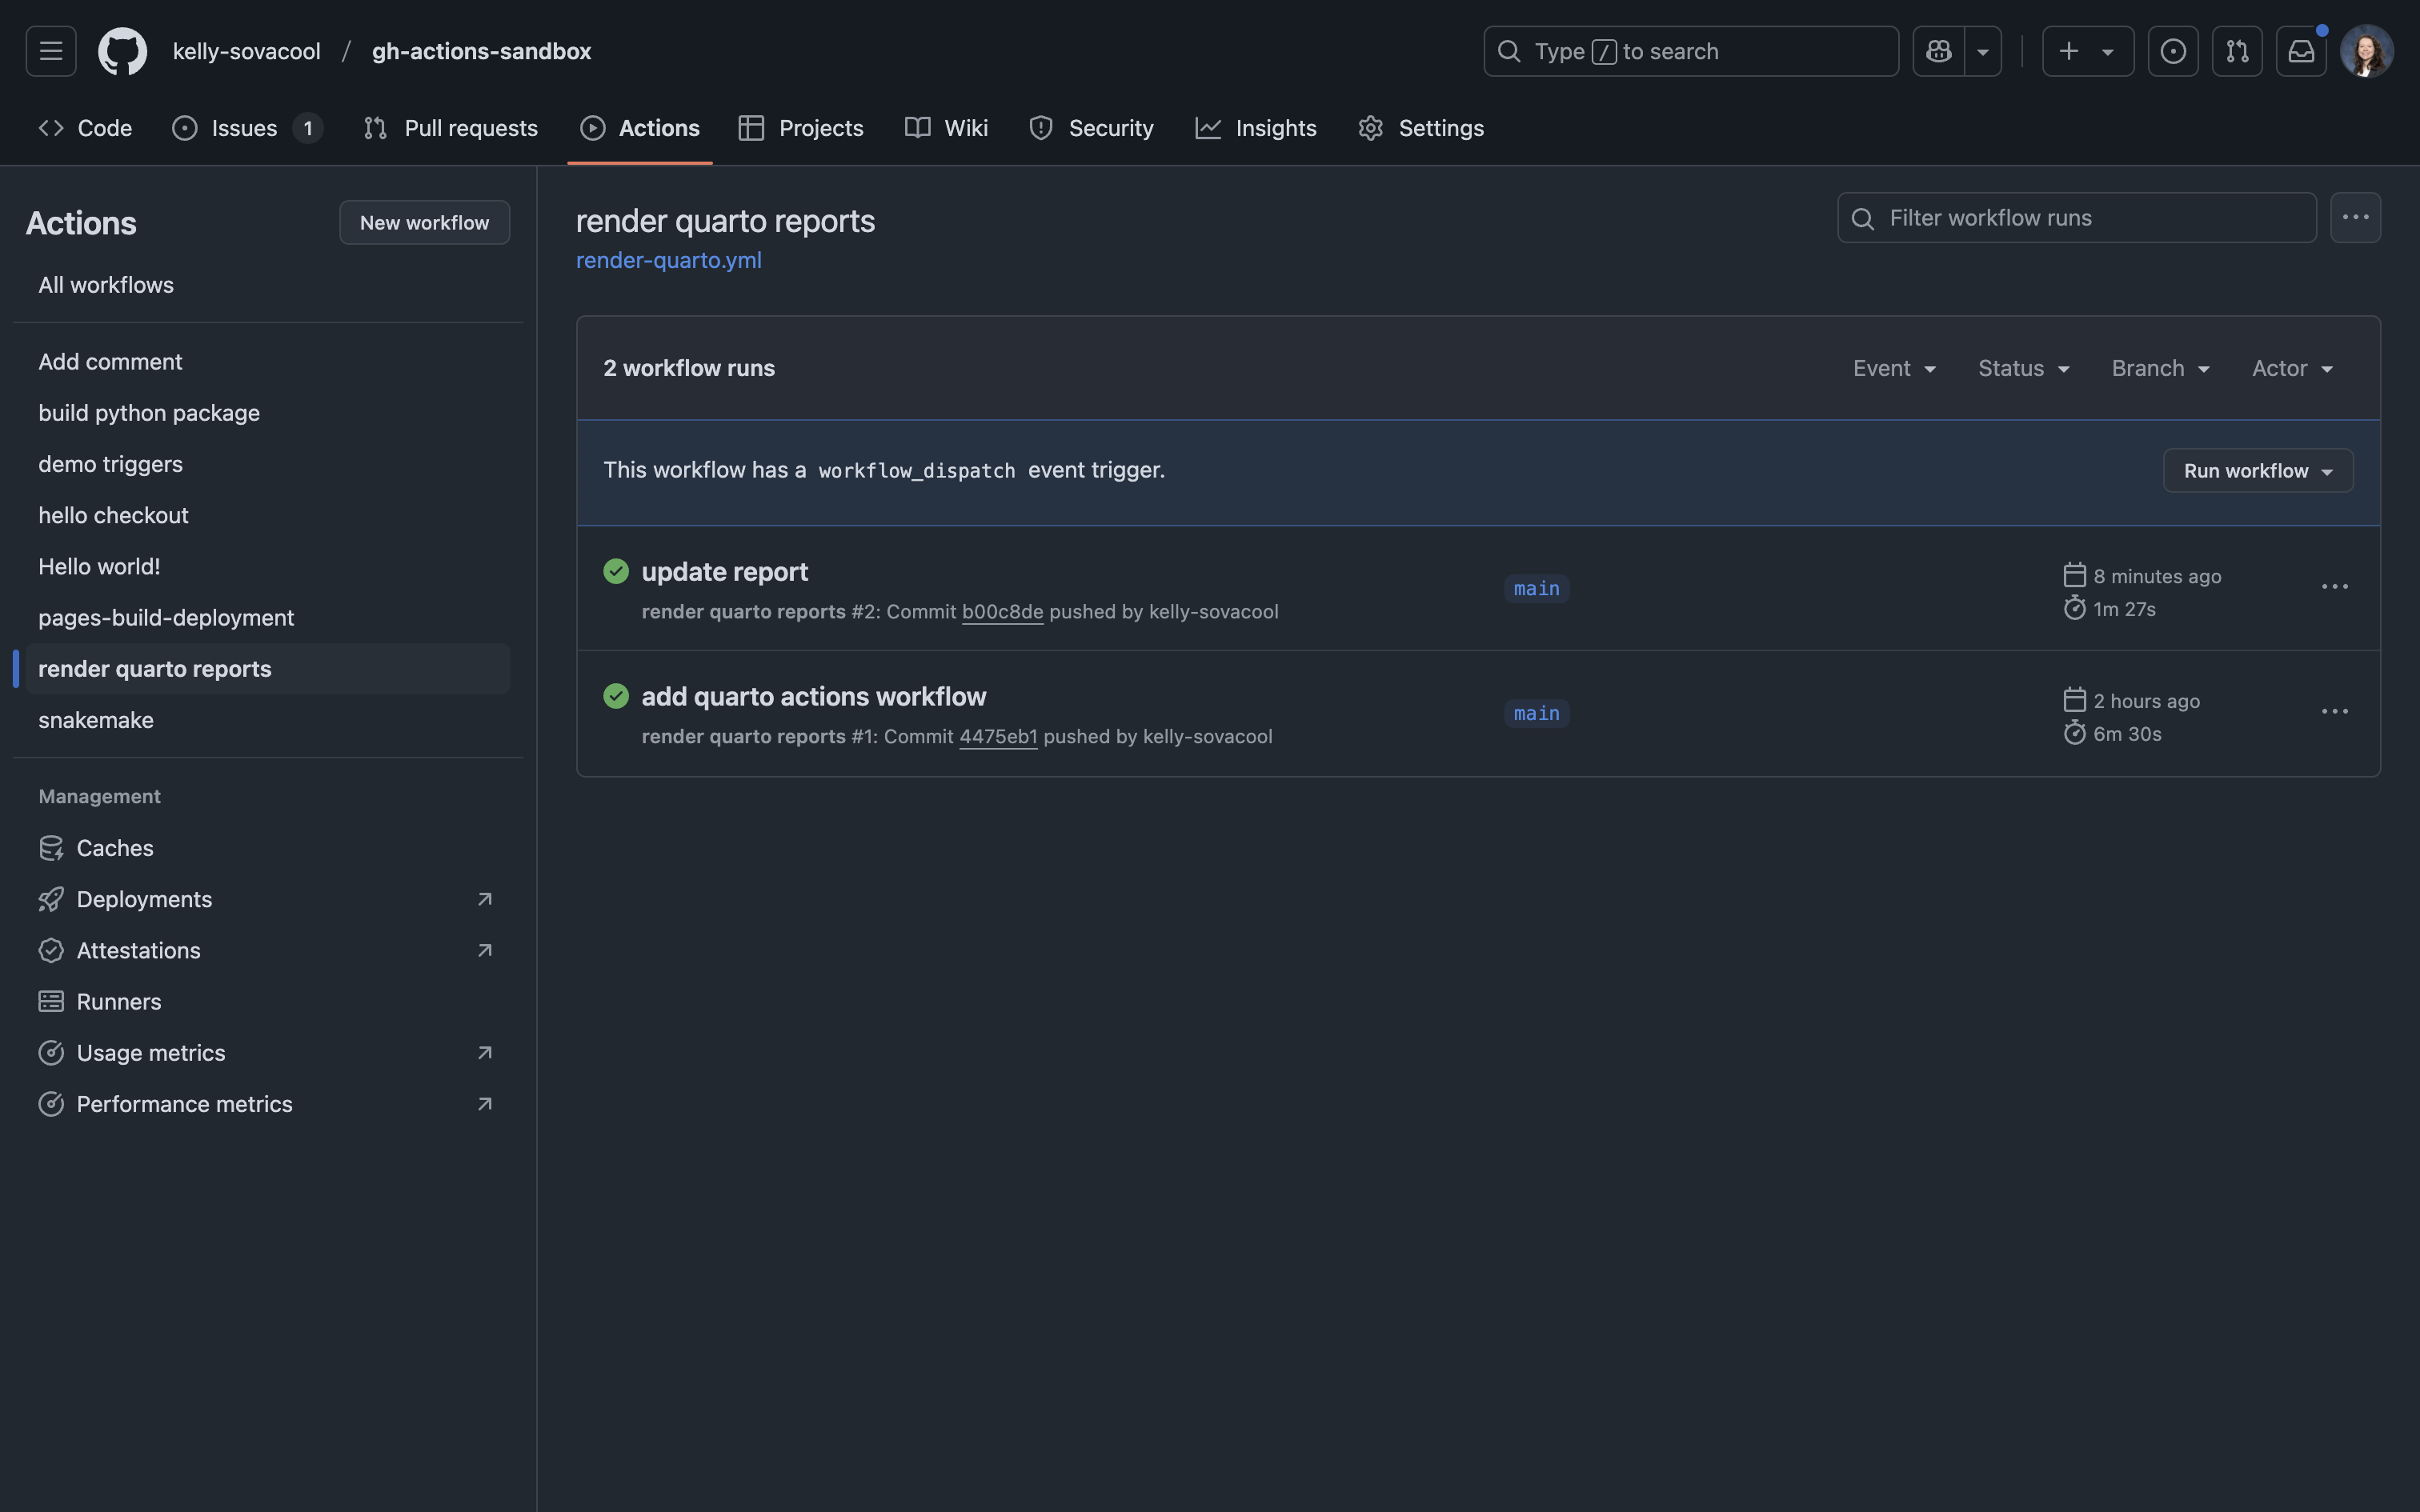 kelly-sovacool / gh-actions-sandbox
Type / to search
Code
Issues 1
Pull requests
Actions
Projects
Wiki
Security
Insights
Settings
Actions
New workflow
All workflows
Add comment
build python package
demo triggers
hello checkout
Hello world!
pages-build-deployment
render quarto reports
snakemake
Management
Caches
Deployments
Attestations
Runners
Usage metrics
Performance metrics
render quarto reports
render-quarto.yml
Filter workflow runs
2 workflow runs
Event
Status
Branch
Actor
This workflow has a workflow_dispatch event trigger.
Run workflow
update report
render quarto reports #2: Commit b00c8de pushed by kelly-sovacool
main
8 minutes ago
1m 27s
add quarto actions workflow
render quarto reports #1: Commit 4475eb1 pushed by kelly-sovacool
main
2 hours ago
6m 30s